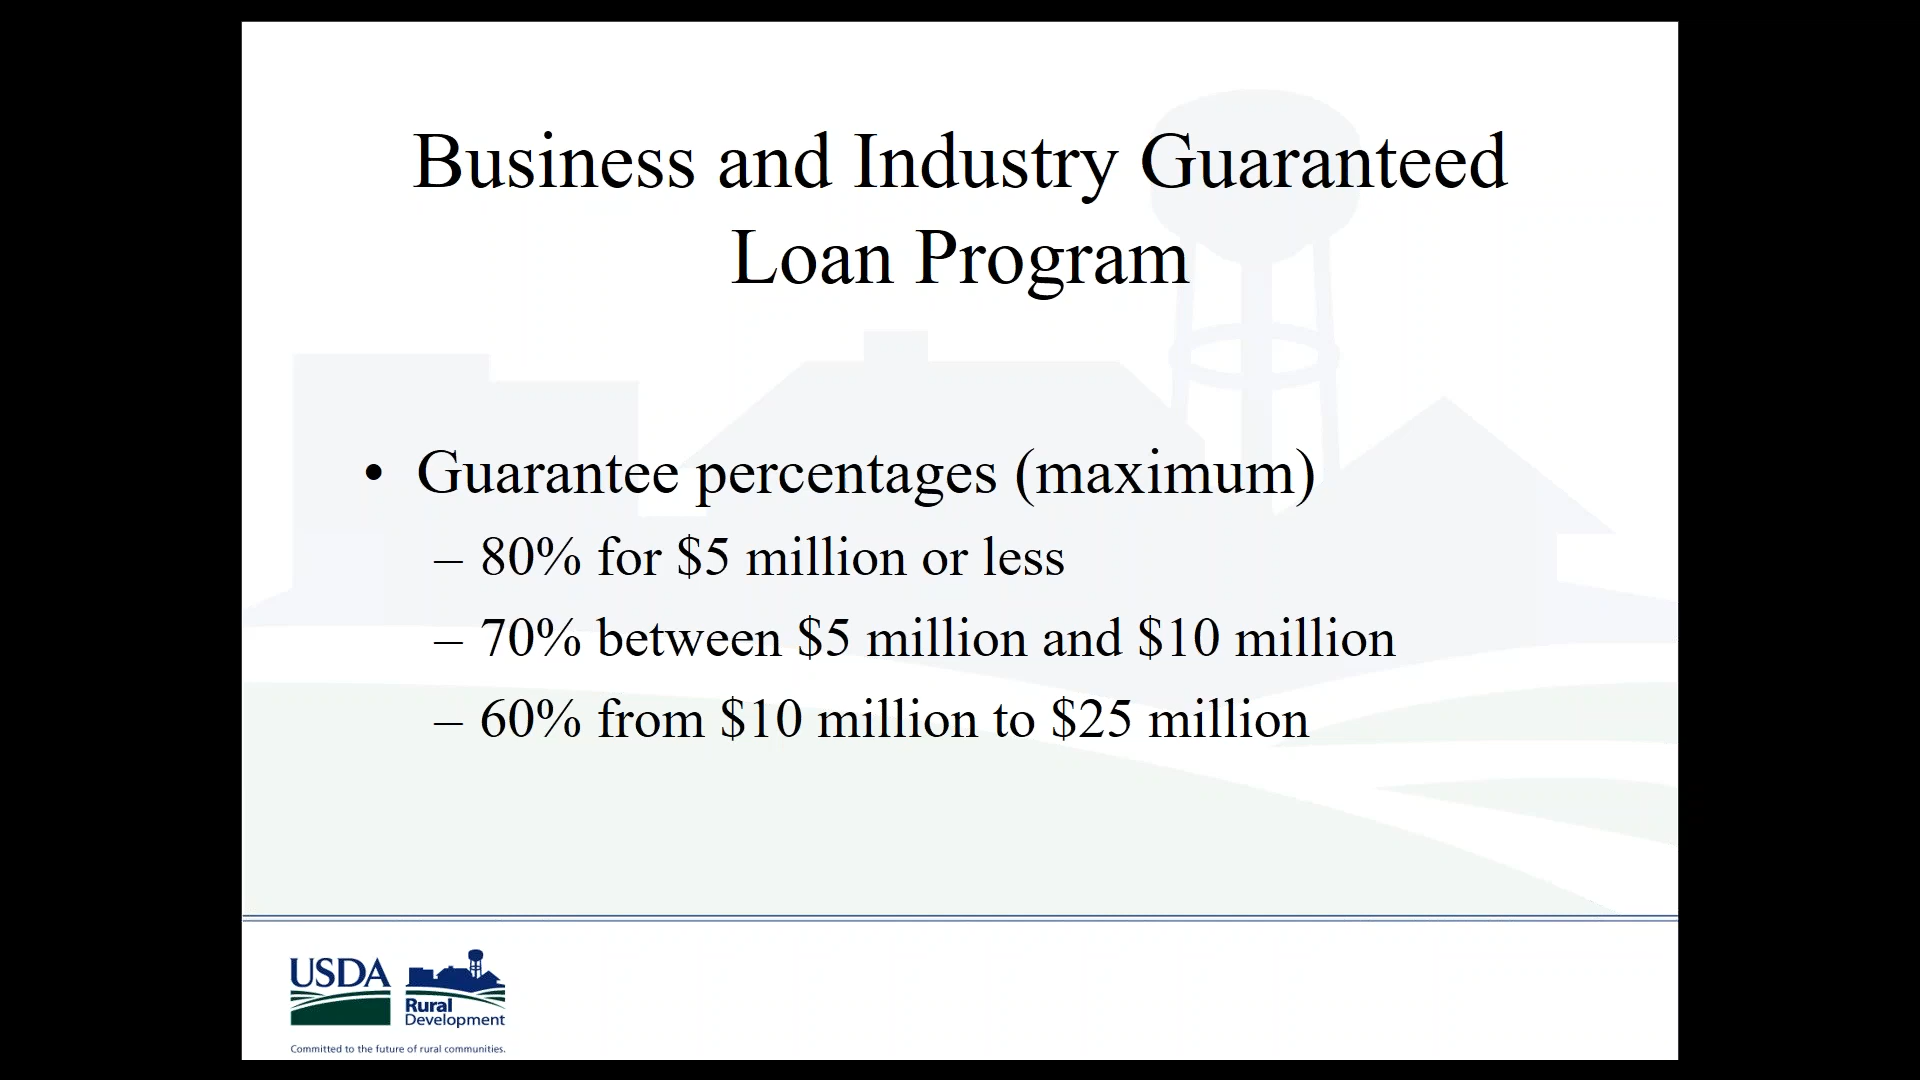 Business and Industry Guaranteed
Loan Program
• Guarantee percentages (maximum)
– 80% for $5 million or less
– 70% between $5 million and $10 million
– 60% from $10 million to $25 million
USDA
Rural
Development
Committed to the future of rural communities.